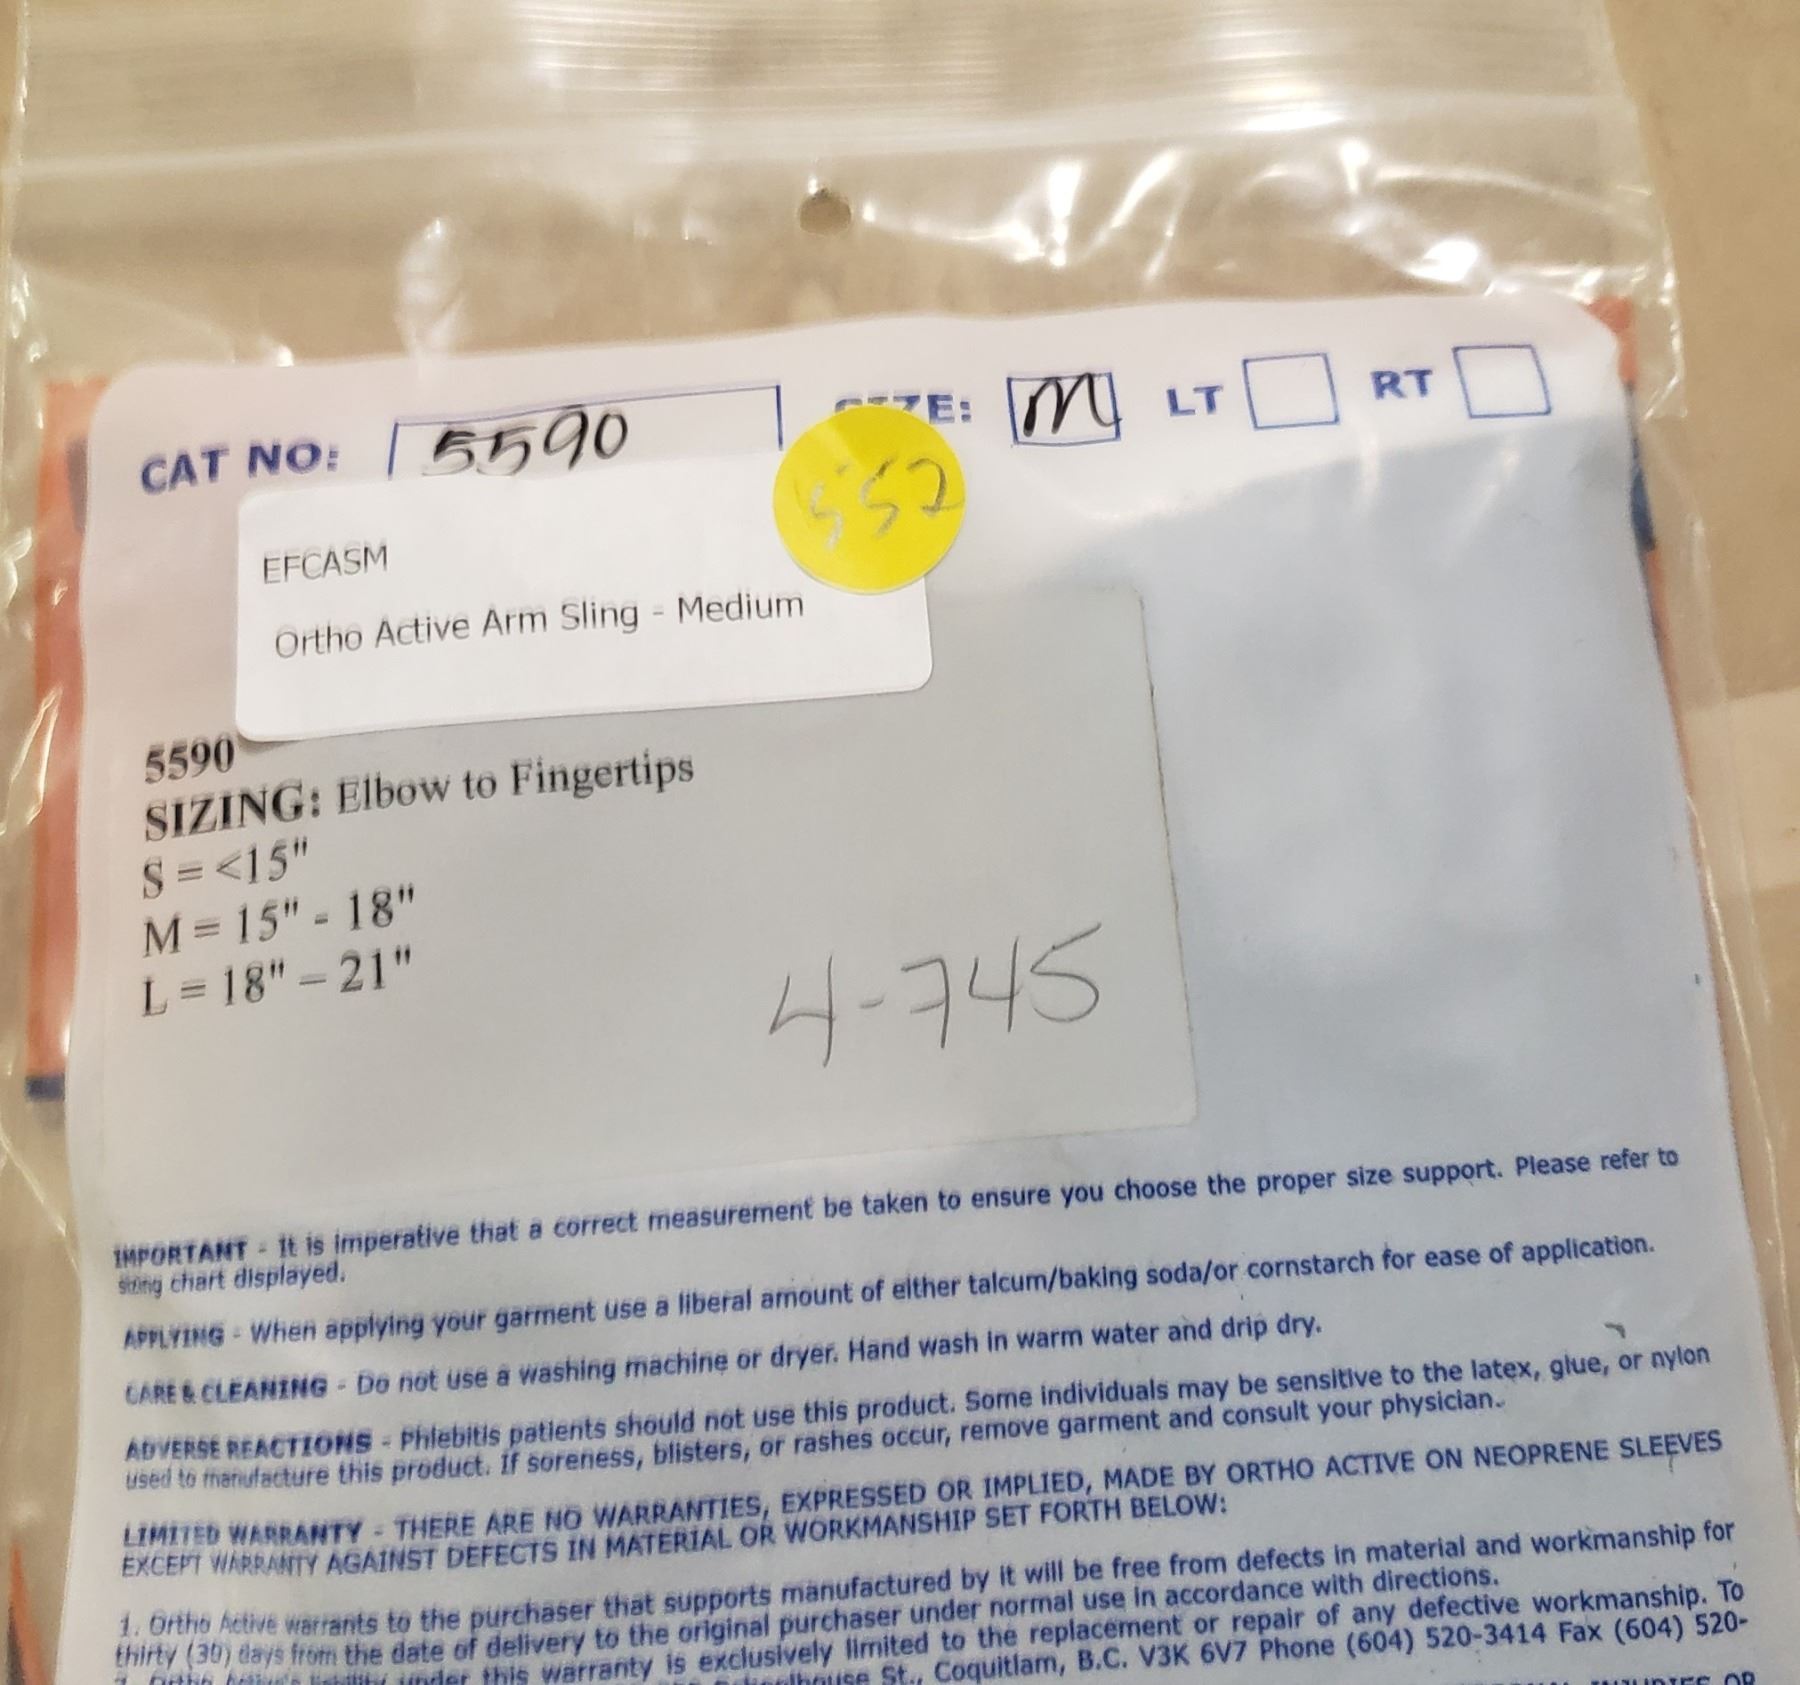 CAT NO: 5590 SIZE: M LT RT
552
EFCASM
Ortho Active Arm Sling - Medium
5590
SIZING: Elbow to Fingertips
S = <15"
M = 15" - 18"
L = 18" – 21"
4-745
IMPORTANT - It is imperative that a correct measurement be taken to ensure you choose the proper size support. Please refer to
sizing chart displayed.
APPLYING - When applying your garment use a liberal amount of either talcum/baking soda/or cornstarch for ease of application.
CARE & CLEANING - Do not use a washing machine or dryer. Hand wash in warm water and drip dry.
ADVERSE REACTIONS - Phlebitis patients should not use this product. Some individuals may be sensitive to the latex, glue, or nylon
used to manufacture this product. If soreness, blisters, or rashes occur, remove garment and consult your physician.
LIMITED WARRANTY - THERE ARE NO WARRANTIES, EXPRESSED OR IMPLIED, MADE BY ORTHO ACTIVE ON NEOPRENE SLEEVES
EXCEPT WARRANTY AGAINST DEFECTS IN MATERIAL OR WORKMANSHIP SET FORTH BELOW:
1. Ortho Active warrants to the purchaser that supports manufactured by it will be free from defects in material and workmanship for
thirty (30) days from the date of delivery to the original purchaser under normal use in accordance with directions.
2. Ortho Active's liability under this warranty is exclusively limited to the replacement or repair of any defective workmanship. To
St., Coquitlam, B.C. V3K 6V7 Phone (604) 520-3414 Fax (604) 520-
OR